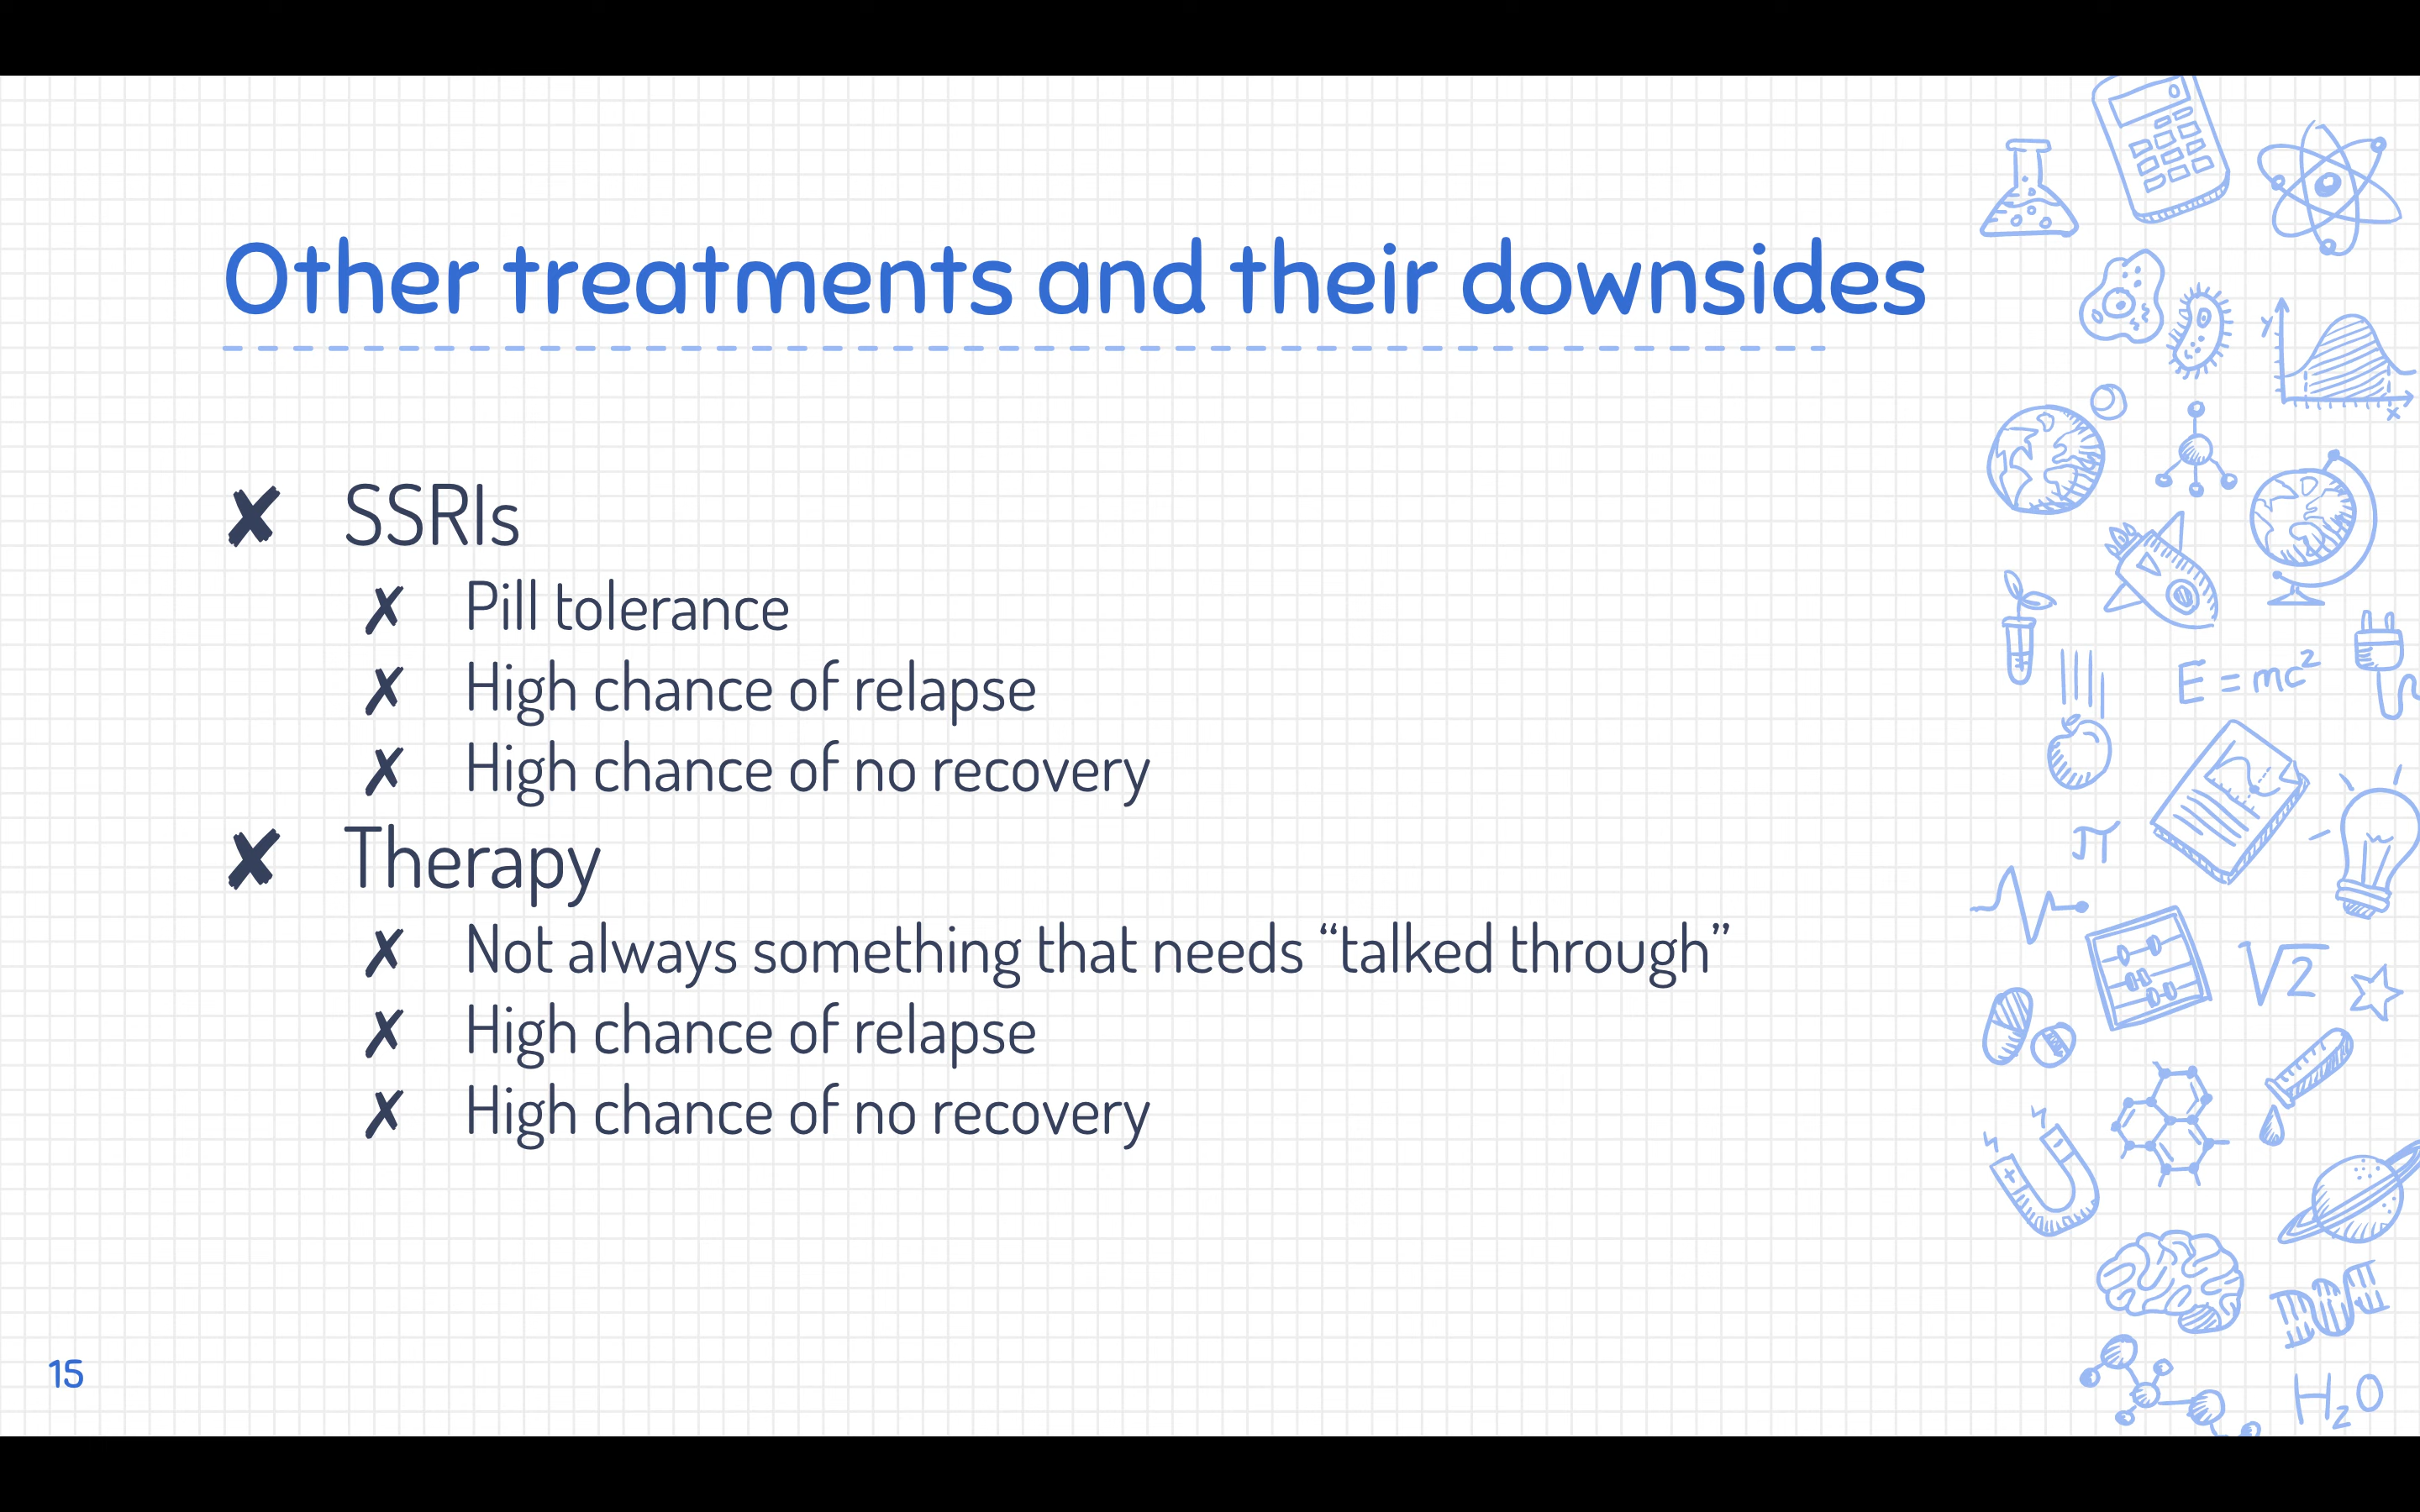 Other treatments and their downsides
✘ SSRIs
✗ Pill tolerance
✗ High chance of relapse
✗ High chance of no recovery
✘ Therapy
✗ Not always something that needs “talked through”
✗ High chance of relapse
✗ High chance of no recovery
15
y
x
E = mc²
π
√2
H₂O